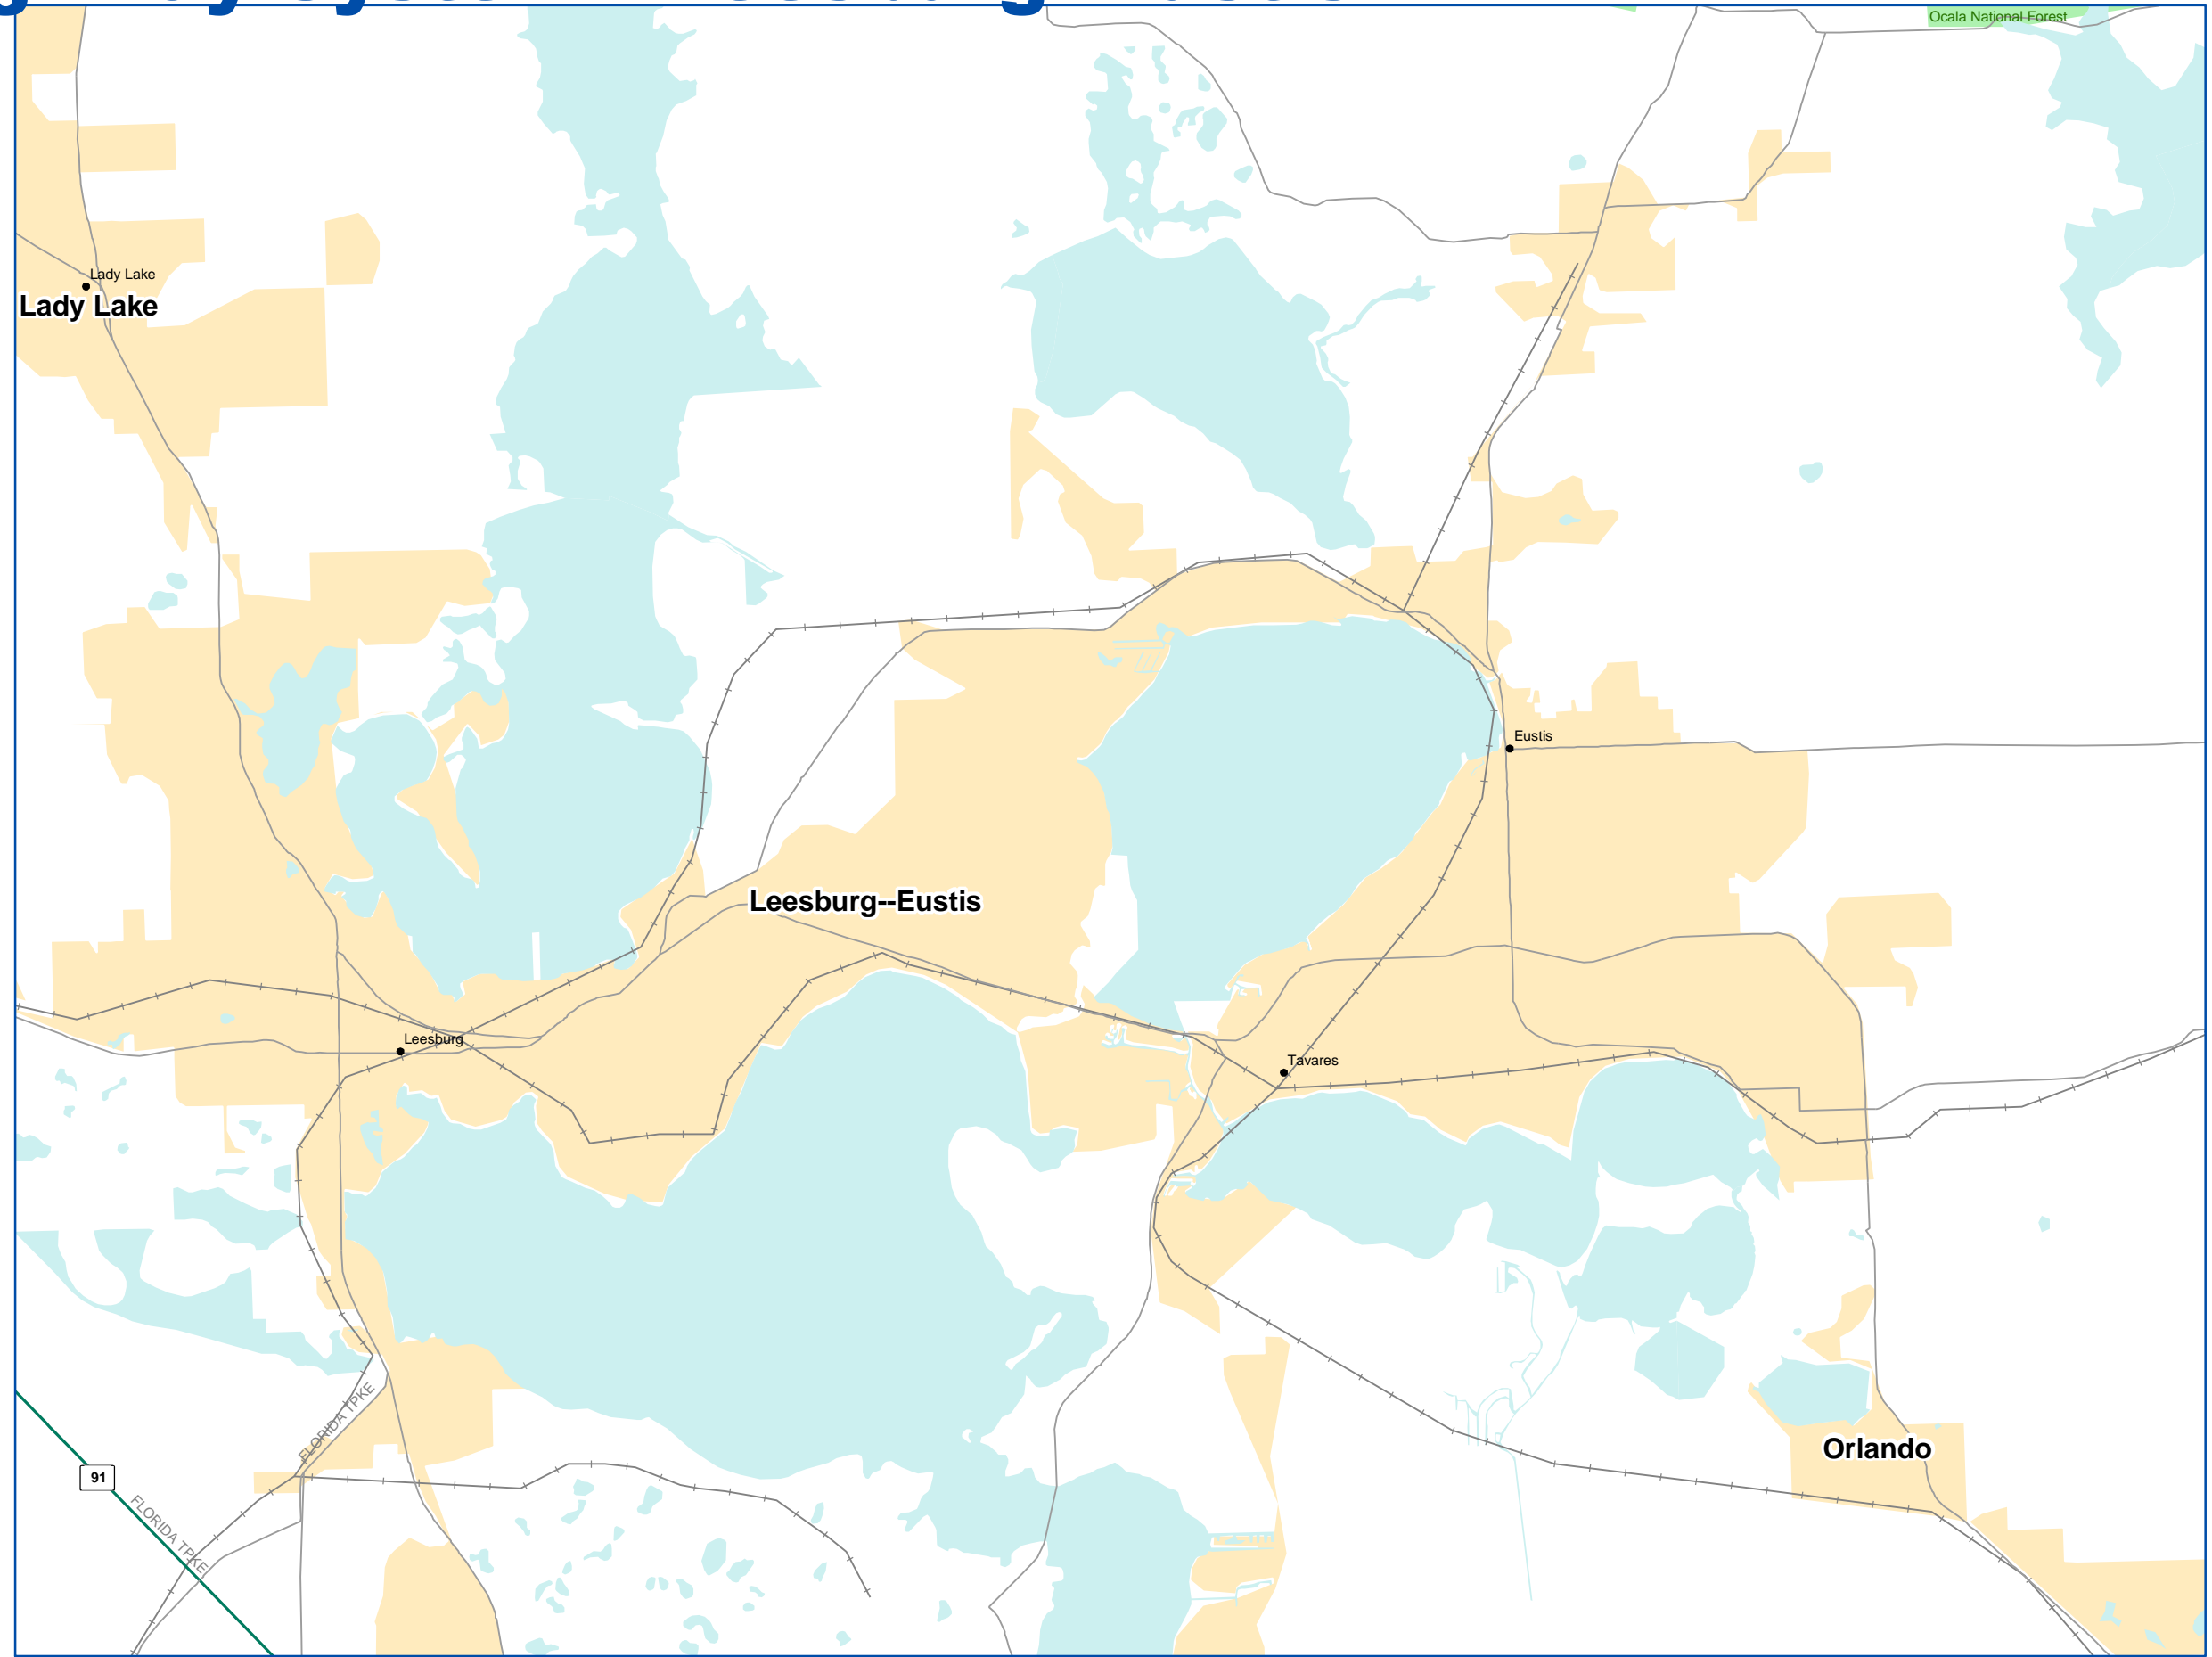 Ocala National Forest
Lady Lake
Lady Lake
Eustis
Leesburg--Eustis
Leesburg
Tavares
FLORIDA TPKE
Orlando
91
FLORIDA TPKE